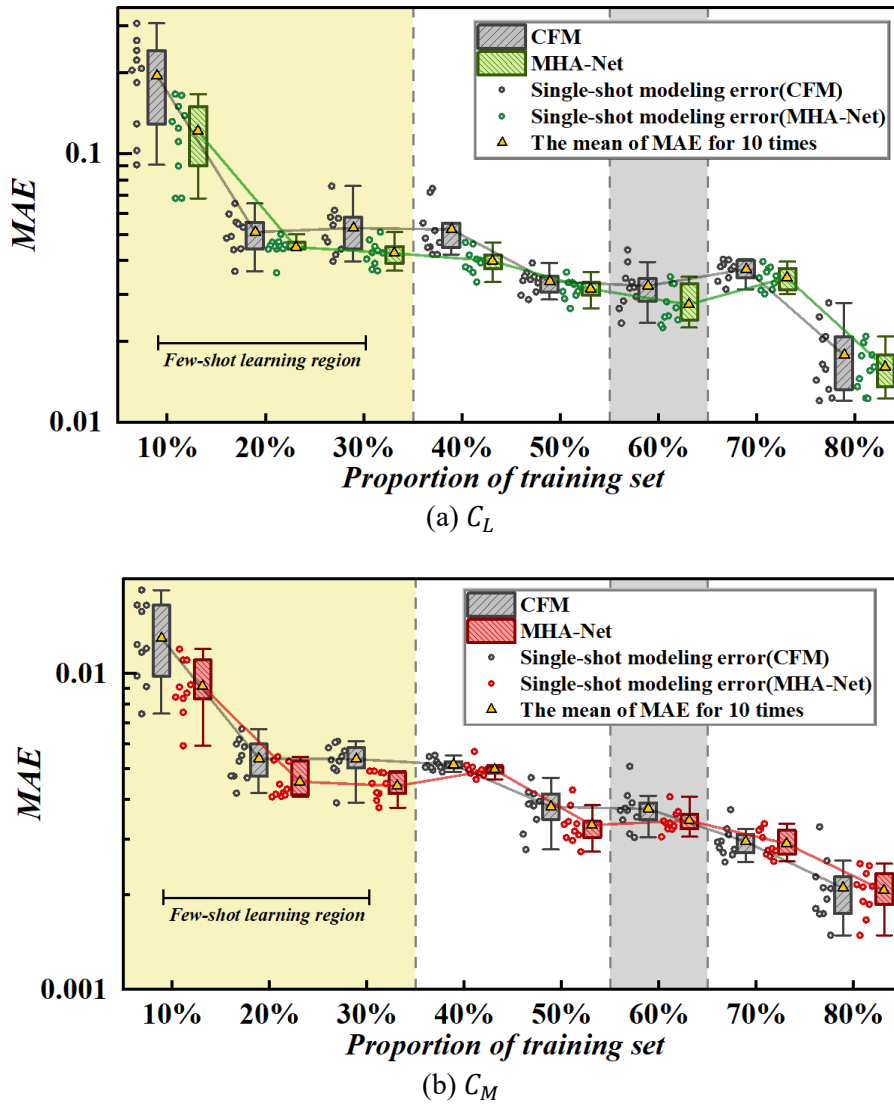 CFM
MHA-Net
Single-shot modeling error(CFM)
Single-shot modeling error(MHA-Net)
The mean of MAE for 10 times
MAE
0.1
0.01
Few-shot learning region
10% 20% 30% 40% 50% 60% 70% 80%
Proportion of training set
(a) C_L
CFM
MHA-Net
Single-shot modeling error(CFM)
Single-shot modeling error(MHA-Net)
The mean of MAE for 10 times
MAE
0.01
0.001
Few-shot learning region
10% 20% 30% 40% 50% 60% 70% 80%
Proportion of training set
(b) C_M